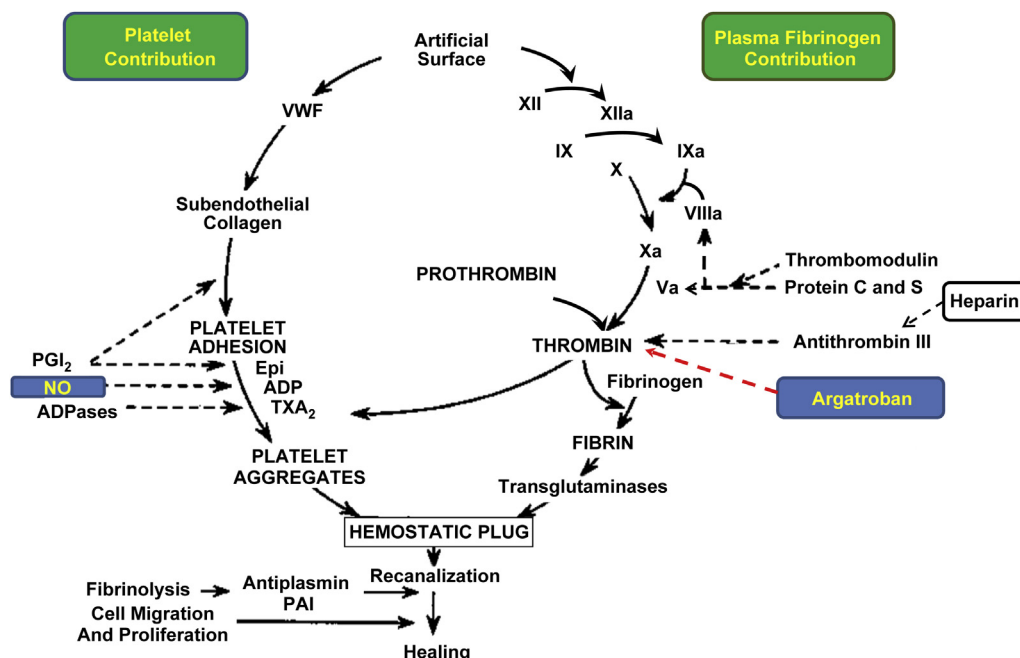 Platelet
Contribution
Artificial
Surface
Plasma Fibrinogen
Contribution
VWF
XII
XIIa
IX
IXa
X
VIIIa
Subendothelial
Collagen
Xa
Thrombomodulin
PROTHROMBIN
Va
Protein C and S
Heparin
PLATELET
ADHESION
THROMBIN
Antithrombin III
PGI₂
Epi
NO
ADP
ADPases
TXA₂
Fibrinogen
Argatroban
PLATELET
AGGREGATES
FIBRIN
Transglutaminases
HEMOSTATIC PLUG
Recanalization
Fibrinolysis
Antiplasmin
PAI
Cell Migration
And Proliferation
Healing